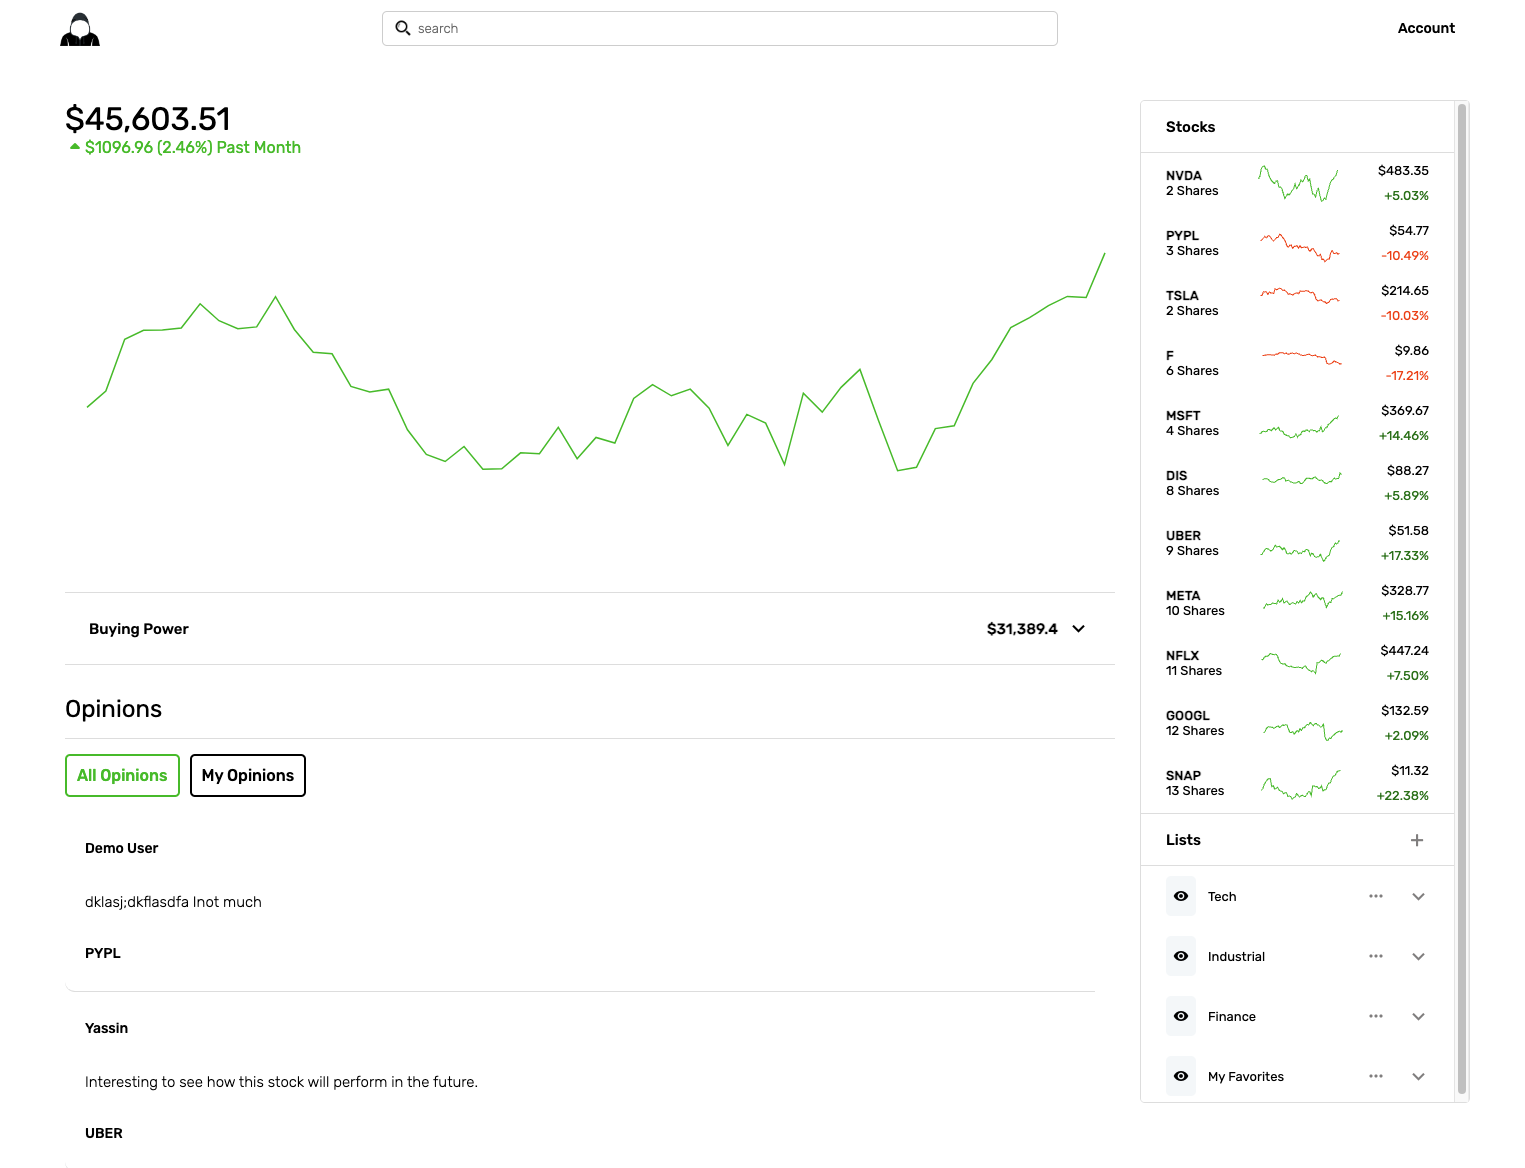 search
Account
$45,603.51
$1096.96 (2.46%) Past Month
Buying Power
$31,389.4
Opinions
All Opinions
My Opinions
Demo User
dklasj;dkflasdfa lnot much
PYPL
Yassin
Interesting to see how this stock will perform in the future.
UBER
Stocks
NVDA $483.35
2 Shares +5.03%
PYPL $54.77
3 Shares -10.49%
TSLA $214.65
2 Shares -10.03%
F $9.86
6 Shares -17.21%
MSFT $369.67
4 Shares +14.46%
DIS $88.27
8 Shares +5.89%
UBER $51.58
9 Shares +17.33%
META $328.77
10 Shares +15.16%
NFLX $447.24
11 Shares +7.50%
GOOGL $132.59
12 Shares +2.09%
SNAP $11.32
13 Shares +22.38%
Lists
Tech
Industrial
Finance
My Favorites